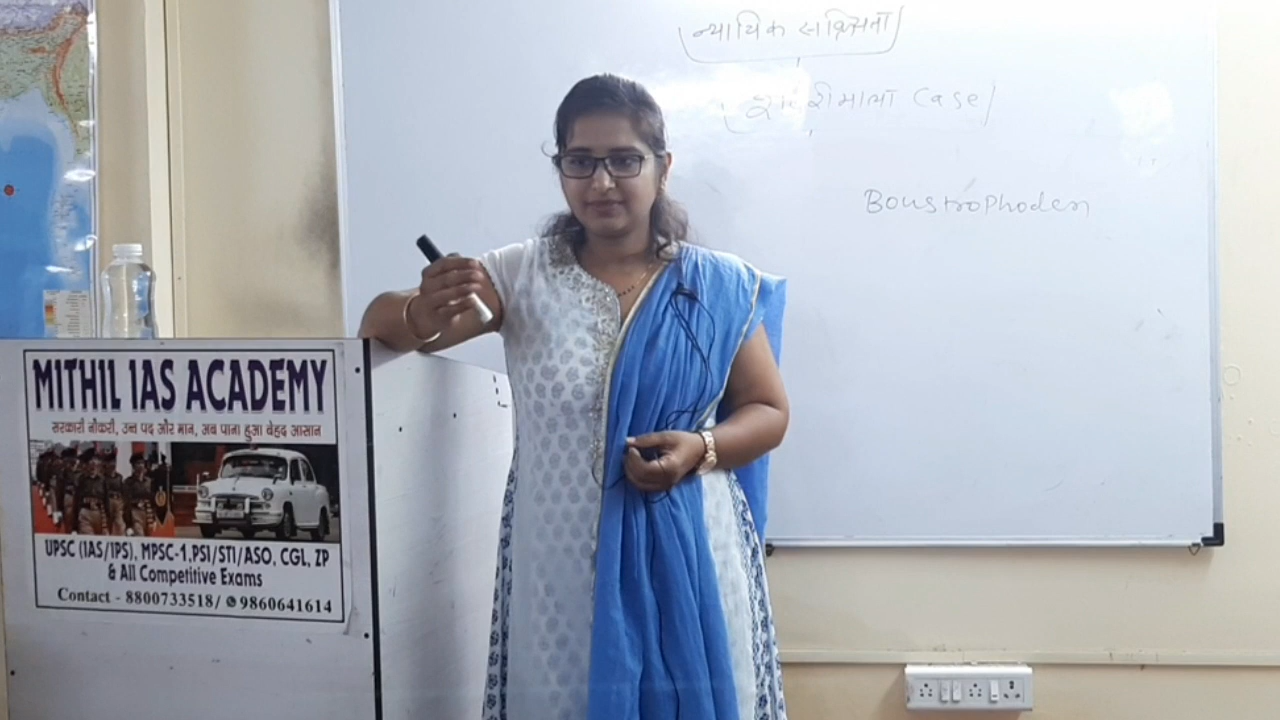 न्यायिक सक्रियता
शबरीमाला Case
Boustrophoden
MITHIL IAS ACADEMY
सरकारी नौकरी, उच्च पद और मान, अब पाना हुआ बेहद आसान
UPSC (IAS/IPS), MPSC-1,PSI/STI/ASO, CGL, ZP
& All Competitive Exams
Contact - 8800733518/ 9860641614